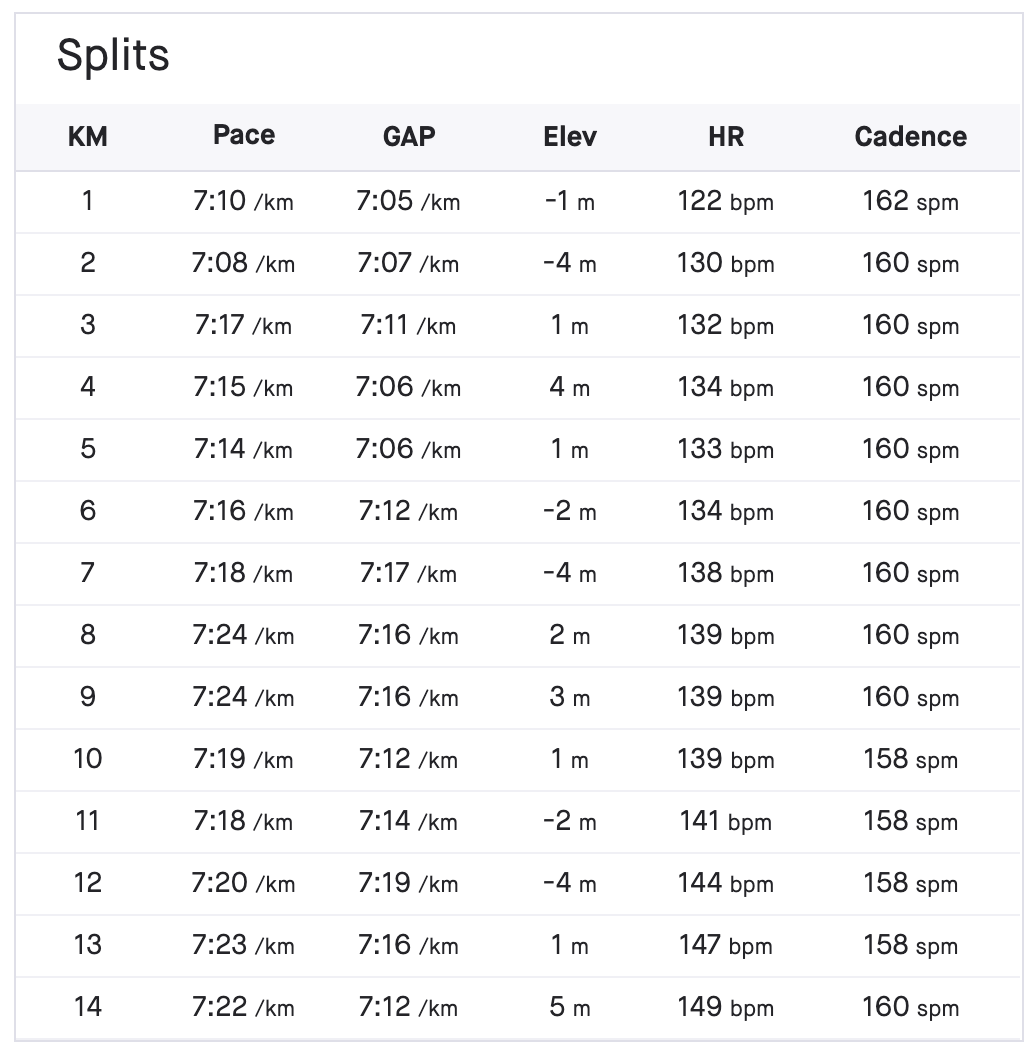 Splits
KM Pace GAP Elev HR Cadence
1 7:10 /km 7:05 /km -1 m 122 bpm 162 spm
2 7:08 /km 7:07 /km -4 m 130 bpm 160 spm
3 7:17 /km 7:11 /km 1 m 132 bpm 160 spm
4 7:15 /km 7:06 /km 4 m 134 bpm 160 spm
5 7:14 /km 7:06 /km 1 m 133 bpm 160 spm
6 7:16 /km 7:12 /km -2 m 134 bpm 160 spm
7 7:18 /km 7:17 /km -4 m 138 bpm 160 spm
8 7:24 /km 7:16 /km 2 m 139 bpm 160 spm
9 7:24 /km 7:16 /km 3 m 139 bpm 160 spm
10 7:19 /km 7:12 /km 1 m 139 bpm 158 spm
11 7:18 /km 7:14 /km -2 m 141 bpm 158 spm
12 7:20 /km 7:19 /km -4 m 144 bpm 158 spm
13 7:23 /km 7:16 /km 1 m 147 bpm 158 spm
14 7:22 /km 7:12 /km 5 m 149 bpm 160 spm